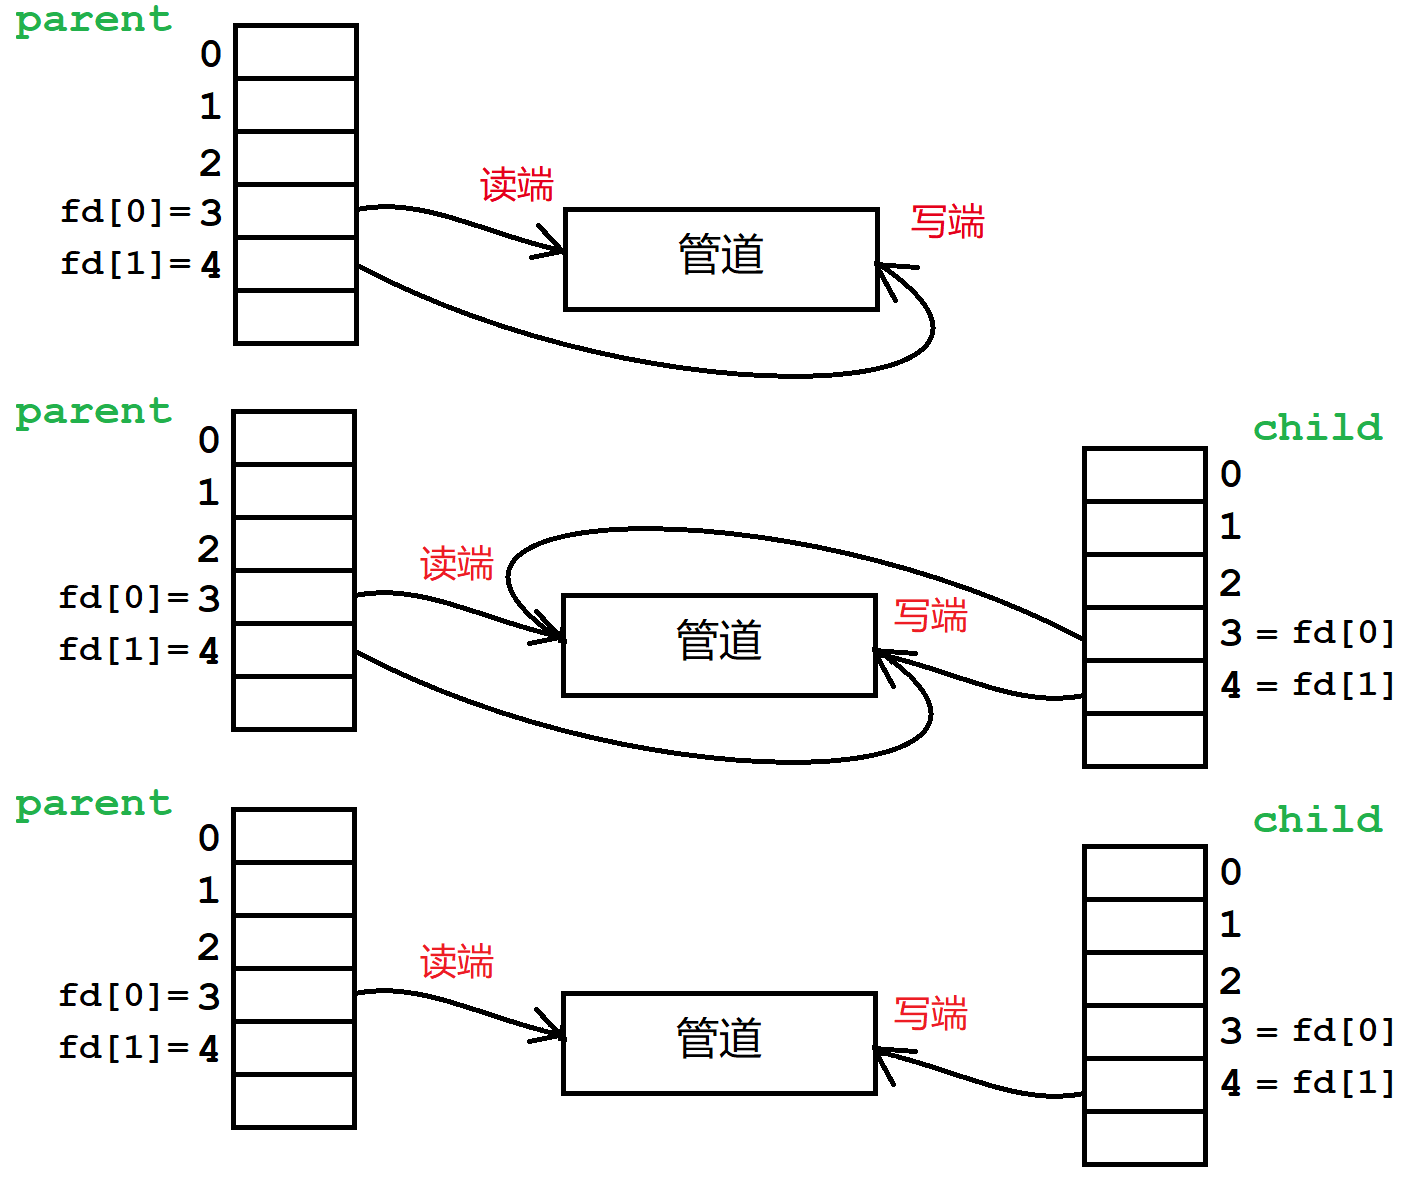 parent
0
1
2
fd[0]=3
fd[1]=4
读端
管道
写端
parent
0
1
2
fd[0]=3
fd[1]=4
读端
管道
写端
child
0
1
2
3 = fd[0]
4 = fd[1]
parent
0
1
2
fd[0]=3
fd[1]=4
读端
管道
写端
child
0
1
2
3 = fd[0]
4 = fd[1]